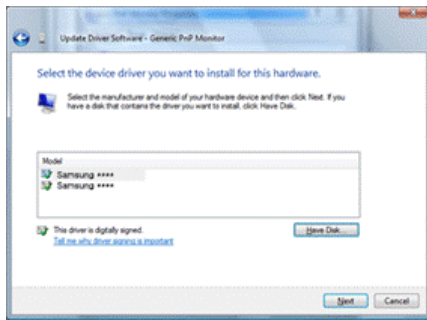 Update Driver Software - Generic PnP Monitor
Select the device driver you want to install for this hardware.
Select the manufacturer and model of your hardware device and then click Next. If you
have a disk that contains the driver you want to install, click Have Disk.
Model
Samsung ****
Samsung ****
This driver is digitally signed.
Have Disk...
Tell me why driver signing is important
Next
Cancel